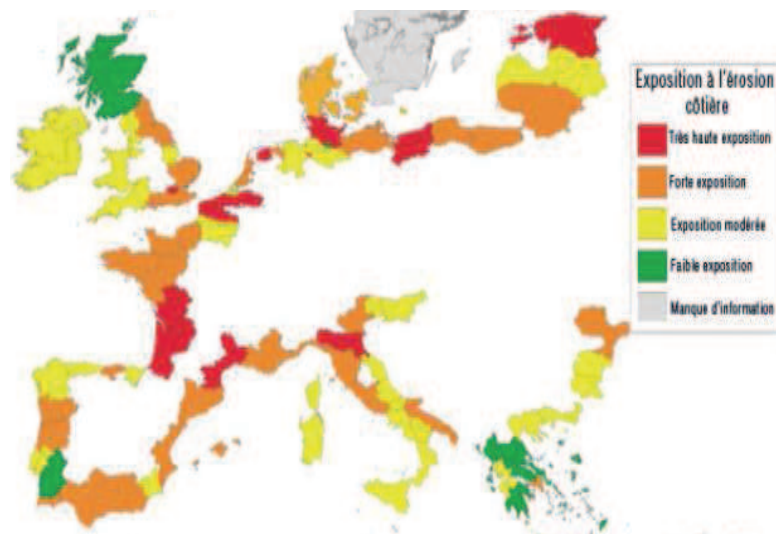 Exposition à l'érosion
côtière
Très haute exposition
Forte exposition
Exposition modérée
Faible exposition
Manque d'information